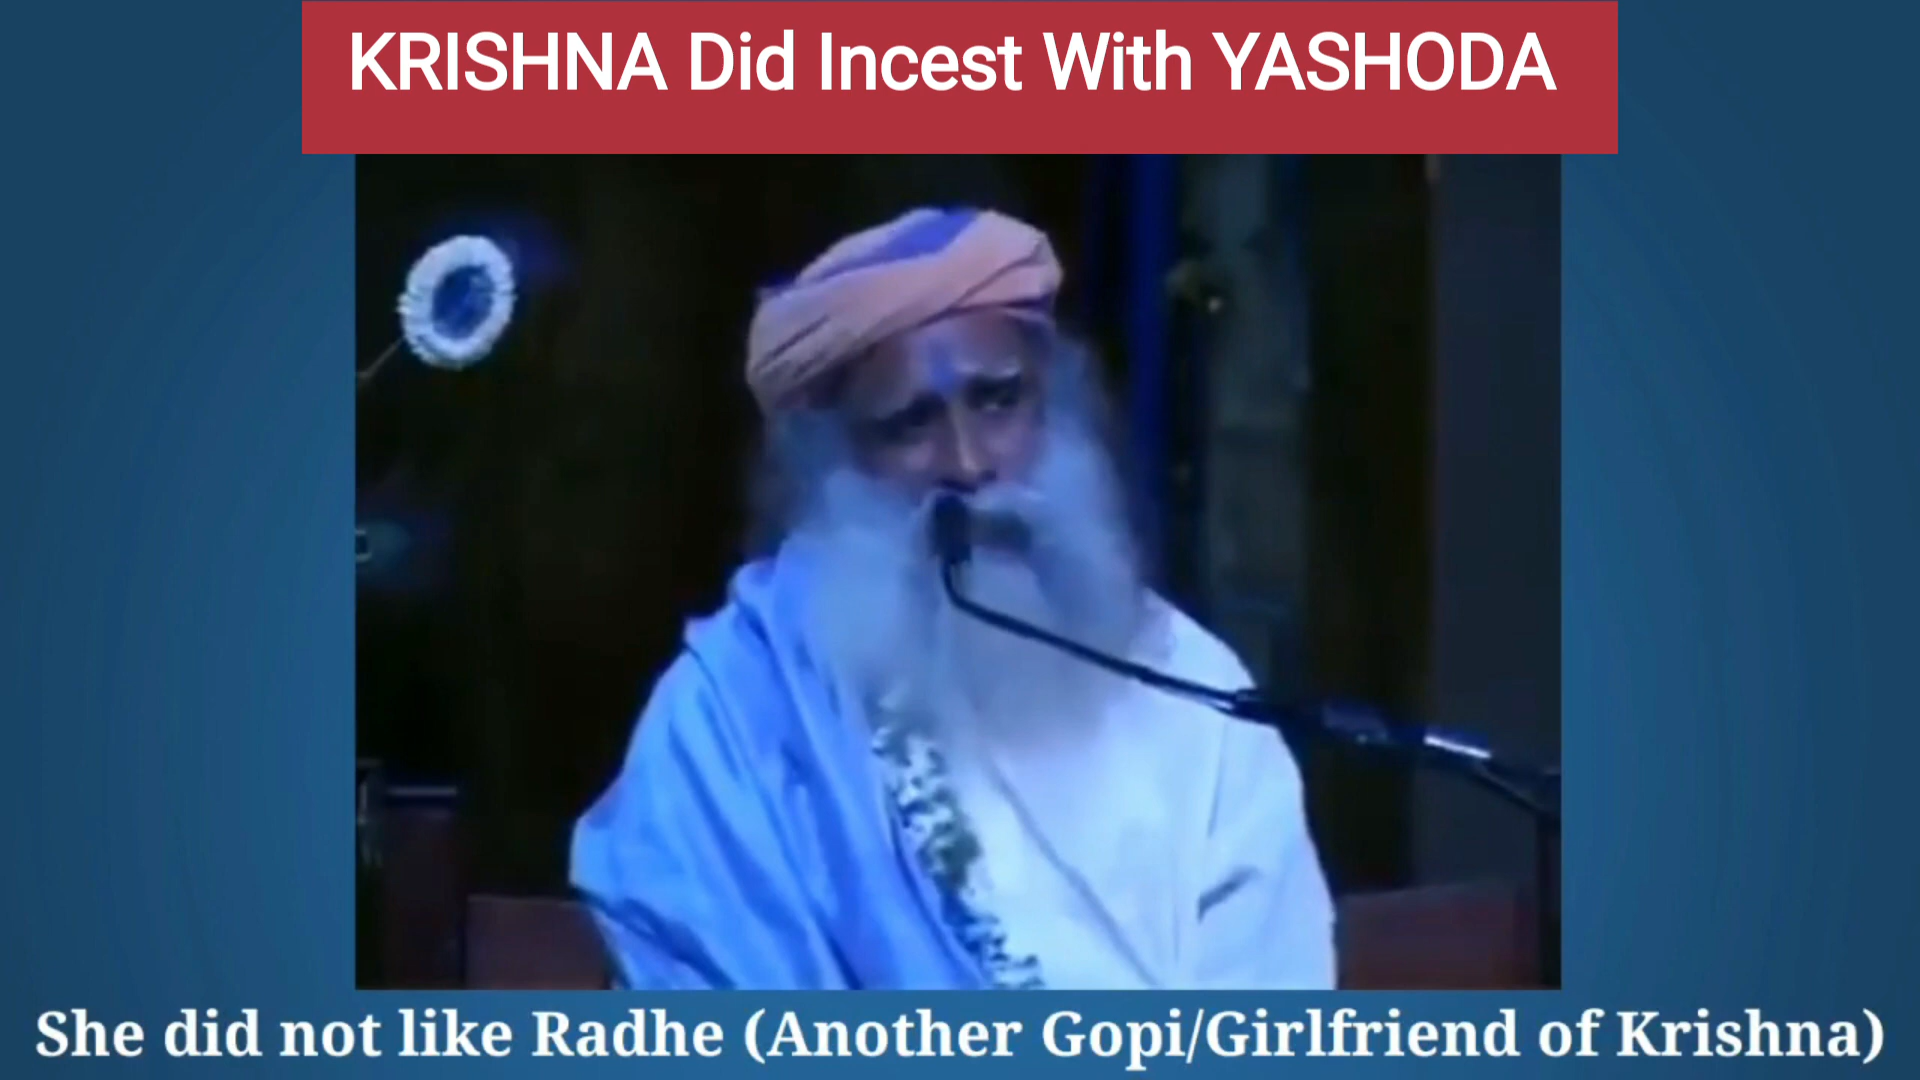 KRISHNA Did Incest With YASHODA
She did not like Radhe (Another Gopi/Girlfriend of Krishna)